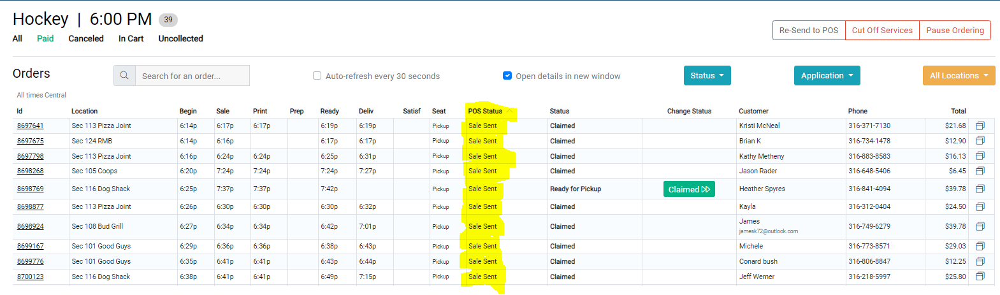 Hockey | 6:00 PM 39
All Paid Canceled In Cart Uncollected
Re-Send to POS Cut Off Services Pause Ordering
Orders Search for an order... Auto-refresh every 30 seconds Open details in new window Status Application All Locations
All times Central
Id Location Begin Sale Print Prep Ready Deliv Satisf Seat POS Status Status Change Status Customer Phone Total
8697641 Sec 113 Pizza Joint 6:14p 6:17p 6:17p 6:19p 6:19p Pickup Sale Sent Claimed Kristi McNeal 316-371-7130 $21.68
8697675 Sec 124 RMB 6:14p 6:16p 6:17p 6:17p Pickup Sale Sent Claimed Brian K 316-734-1478 $12.90
8697798 Sec 113 Pizza Joint 6:16p 6:24p 6:24p 6:25p 6:31p Pickup Sale Sent Claimed Kathy Metheny 316-883-8583 $16.13
8698268 Sec 105 Coops 6:20p 7:24p 7:24p 7:24p 7:27p Pickup Sale Sent Claimed Jason Rader 316-648-5406 $6.45
8698769 Sec 116 Dog Shack 6:25p 7:37p 7:37p 7:42p Pickup Sale Sent Ready for Pickup Claimed Heather Spyres 316-841-4094 $39.78
8698877 Sec 113 Pizza Joint 6:26p 6:30p 6:30p 6:30p 6:32p Pickup Sale Sent Claimed Kayla 316-312-0404 $24.50
8698924 Sec 108 Bud Grill 6:27p 6:34p 6:34p 6:42p 7:01p Pickup Sale Sent Claimed James 316-749-6279 $39.78
jamesk72@outlook.com
8699167 Sec 101 Good Guys 6:29p 6:36p 6:36p 6:38p 6:43p Pickup Sale Sent Claimed Michele 316-773-8571 $29.03
8699776 Sec 101 Good Guys 6:35p 6:41p 6:41p 6:43p 6:44p Pickup Sale Sent Claimed Conard bush 316-806-8847 $12.25
8700123 Sec 116 Dog Shack 6:38p 6:41p 6:41p 6:49p 7:15p Pickup Sale Sent Claimed Jeff Werner 316-218-5997 $25.80